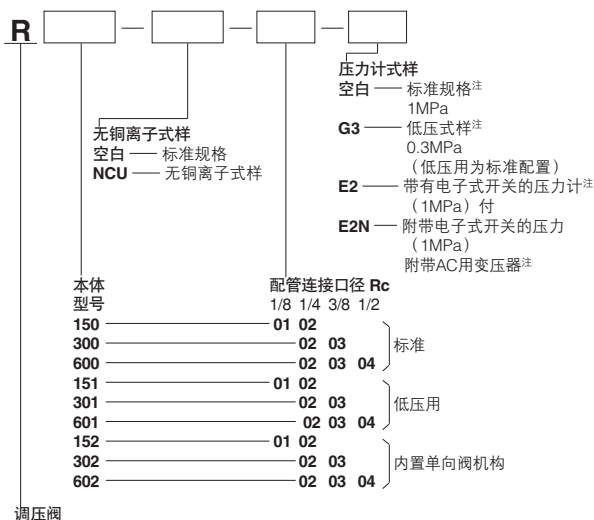 R — — —
压力计式样
空白 —— 标准规格注
1MPa
G3 —— 低压式样注
0.3MPa
（低压用为标准配置）
E2 —— 带有电子式开关的压力计注
（1MPa）付
E2N — 附带电子式开关的压力
（1MPa）
附带AC用变压器注
无铜离子式样
空白 —— 标准规格
NCU —— 无铜离子式样
本体
型号
配管连接口径 Rc
1/8 1/4 3/8 1/2
150 01 02
300 02 03
600 02 03 04
标准
151 01 02
301 02 03
601 02 03 04
低压用
152 01 02
302 02 03
602 02 03 04
内置单向阀机构
调压阀